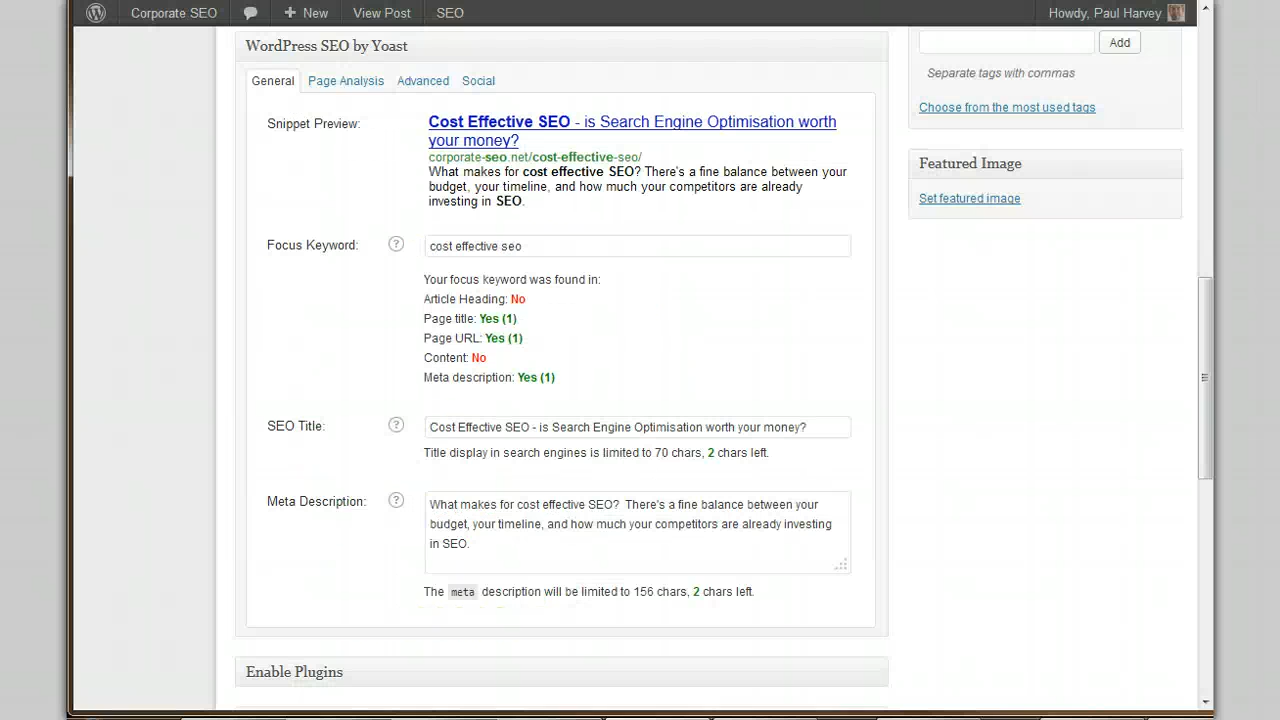 Corporate SEO New View Post SEO Howdy, Paul Harvey
WordPress SEO by Yoast
General Page Analysis Advanced Social
Snippet Preview:
Cost Effective SEO - is Search Engine Optimisation worth
your money?
corporate-seo.net/cost-effective-seo/
What makes for cost effective SEO? There's a fine balance between your
budget, your timeline, and how much your competitors are already
investing in SEO.
Focus Keyword: ? cost effective seo
Your focus keyword was found in:
Article Heading: No
Page title: Yes (1)
Page URL: Yes (1)
Content: No
Meta description: Yes (1)
SEO Title: ? Cost Effective SEO - is Search Engine Optimisation worth your money?
Title display in search engines is limited to 70 chars, 2 chars left.
Meta Description: ? What makes for cost effective SEO?  There's a fine balance between your
budget, your timeline, and how much your competitors are already investing
in SEO.
The meta description will be limited to 156 chars, 2 chars left.
Enable Plugins
Add
Separate tags with commas
Choose from the most used tags
Featured Image
Set featured image